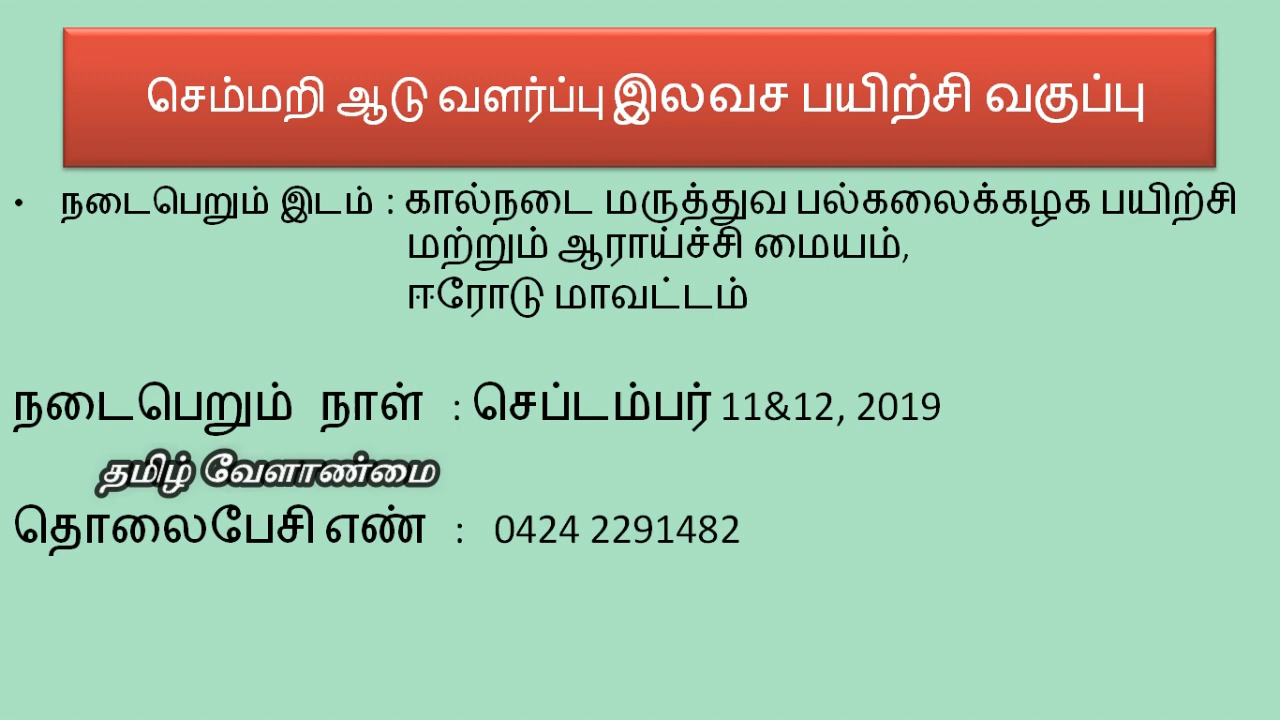 செம்மறி ஆடு வளர்ப்பு இலவச பயிற்சி வகுப்பு
• நடைபெறும் இடம் : கால்நடை மருத்துவ பல்கலைக்கழக பயிற்சி
மற்றும் ஆராய்ச்சி மையம்,
ஈரோடு மாவட்டம்
நடைபெறும் நாள் : செப்டம்பர் 11&12, 2019
தமிழ் வேளாண்மை
தொலைபேசி எண் : 0424 2291482